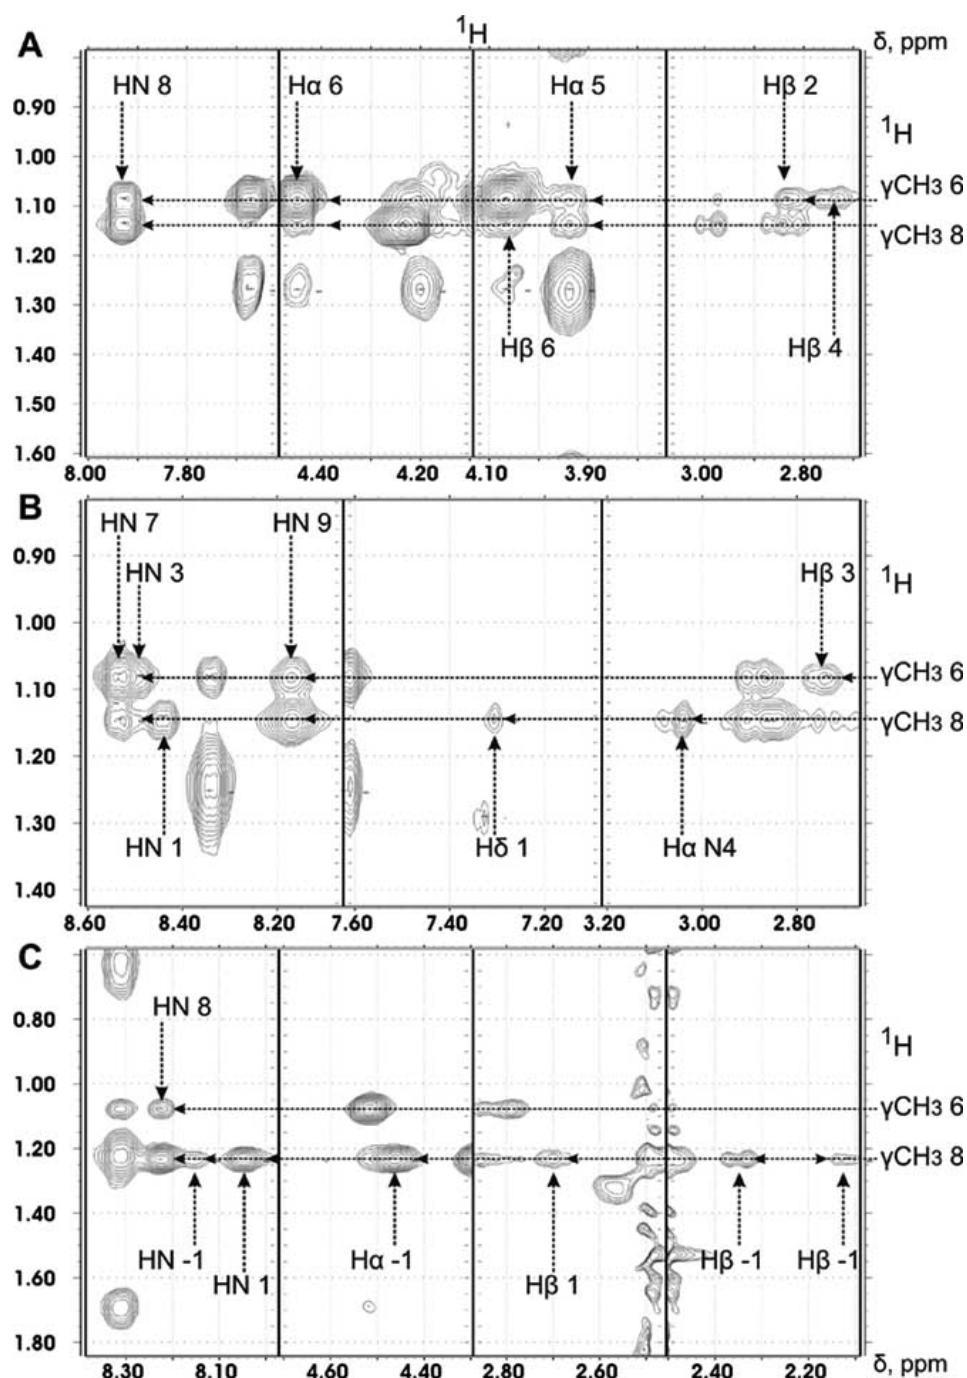 A
¹H
δ, ppm
HN 8
Hα 6
Hα 5
Hβ 2
0.90
¹H
1.00
γCH3 6
1.10
γCH3 8
1.20
1.30
Hβ 6
Hβ 4
1.40
1.50
1.60
8.00 7.80 4.40 4.20 4.10 3.90 3.00 2.80
B
HN 7
HN 9
0.90
HN 3
Hβ 3
¹H
1.00
γCH3 6
1.10
γCH3 8
1.20
1.30
HN 1
Hδ 1
Hα N4
1.40
8.60 8.40 8.20 7.60 7.40 7.20 3.20 3.00 2.80
C
HN 8
0.80
¹H
1.00
γCH3 6
1.20
γCH3 8
1.40
HN -1
HN 1
Hα -1
Hβ 1
Hβ -1
Hβ -1
1.60
1.80
8.30 8.10 4.60 4.40 2.80 2.60 2.40 2.20
δ, ppm